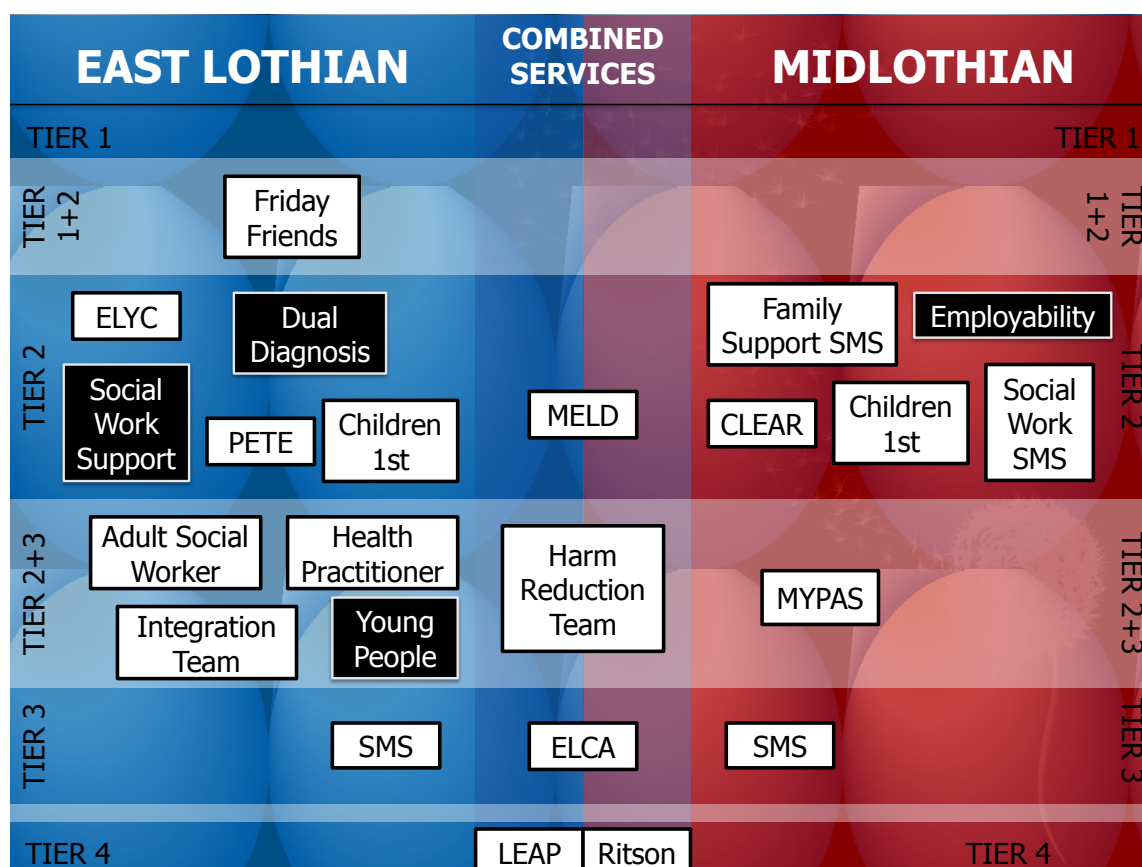 EAST LOTHIAN
COMBINED
SERVICES
MIDLOTHIAN
TIER 1
TIER 1
TIER
1+2
Friday
Friends
TIER
1+2
TIER 2
ELYC
Dual
Diagnosis
Social
Work
Support
PETE
Children
1st
MELD
Family
Support SMS
Employability
CLEAR
Children
1st
Social
Work
SMS
TIER 2
TIER 2+3
Adult Social
Worker
Health
Practitioner
Integration
Team
Young
People
Harm
Reduction
Team
MYPAS
TIER 2+3
TIER 3
SMS
ELCA
SMS
TIER 3
TIER 4
LEAP
Ritson
TIER 4